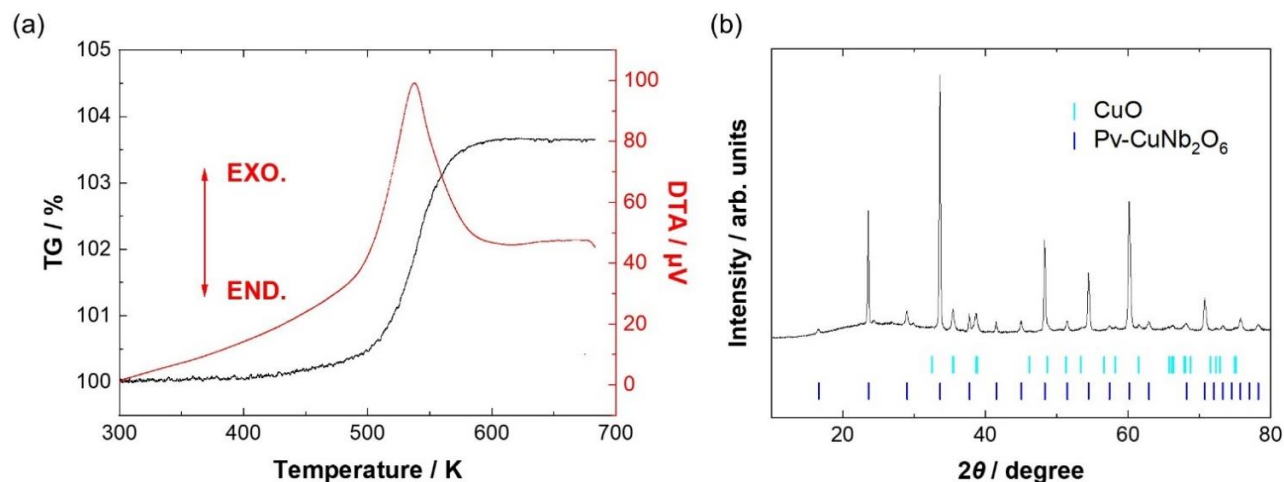 (a)
105
104
103
102
101
100
TG / %
EXO.
END.
100
80
60
40
20
0
DTA / µV
300 400 500 600 700
Temperature / K
(b)
Intensity / arb. units
CuO
Pv-CuNb₂O₆
20 40 60 80
2θ / degree